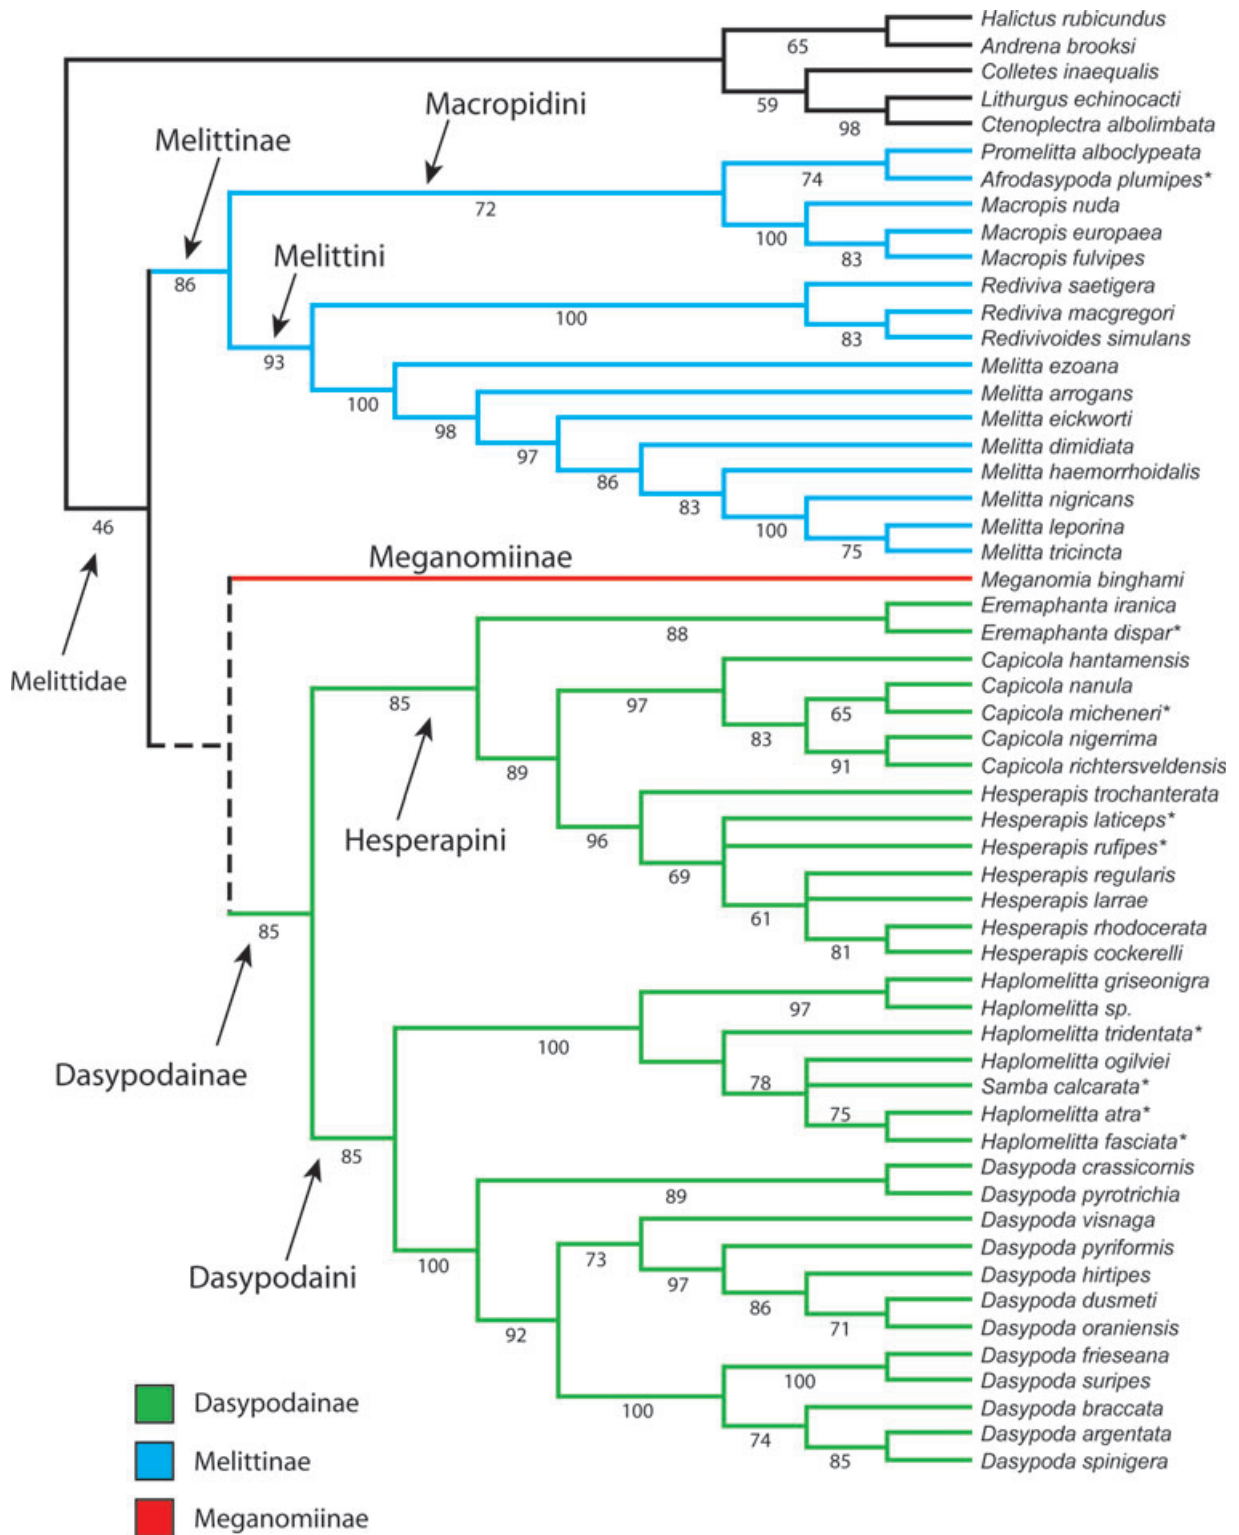 Halictus rubicundus
65
Andrena brooksi
Colletes inaequalis
59
Lithurgus echinocacti
98
Ctenoplectra albolimbata
Macropidini
Melittinae
Promelitta alboclypeata
74
Afrodasypoda plumipes*
72
Macropis nuda
100
Macropis europaea
83
Macropis fulvipes
86
Melittini
Rediviva saetigera
100
Rediviva macgregori
83
Redivivoides simulans
93
Melitta ezoana
100
Melitta arrogans
98
Melitta eickworti
97
Melitta dimidiata
86
Melitta haemorrhoidalis
83
Melitta nigricans
100
Melitta leporina
75
Melitta tricincta
46
Melittidae
Meganomiinae
Meganomia binghami
Eremaphanta iranica
88
Eremaphanta dispar*
85
Capicola hantamensis
97
Capicola nanula
65
Capicola micheneri*
83
Capicola nigerrima
91
Capicola richtersveldensis
89
Hesperapini
Hesperapis trochanterata
96
Hesperapis laticeps*
Hesperapis rufipes*
69
Hesperapis regularis
Hesperapis larrae
61
Hesperapis rhodocerata
81
Hesperapis cockerelli
85
Dasypodainae
Haplomelitta griseonigra
97
Haplomelitta sp.
100
Haplomelitta tridentata*
Haplomelitta ogilviei
78
Samba calcarata*
75
Haplomelitta atra*
Haplomelitta fasciata*
85
Dasypodaini
Dasypoda crassicornis
89
Dasypoda pyrotrichia
100
Dasypoda visnaga
73
Dasypoda pyriformis
97
Dasypoda hirtipes
86
Dasypoda dusmeti
71
Dasypoda oraniensis
92
Dasypoda frieseana
100
Dasypoda suripes
100
Dasypoda braccata
74
Dasypoda argentata
85
Dasypoda spinigera
Dasypodainae
Melittinae
Meganomiinae